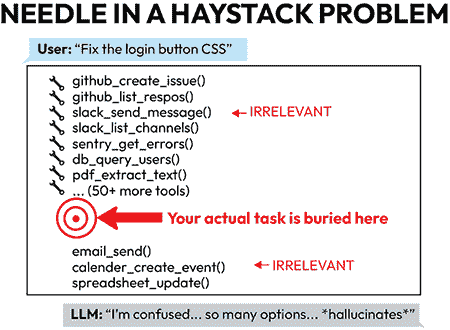 NEEDLE IN A HAYSTACK PROBLEM
User: “Fix the login button CSS”
github_create_issue()
github_list_respos()
slack_send_message() IRRELEVANT
slack_list_channels()
sentry_get_errors()
db_query_users()
pdf_extract_text()
... (50+ more tools)
Your actual task is buried here
email_send()
calender_create_event() IRRELEVANT
spreadsheet_update()
LLM: “I'm confused... so many options... *hallucinates*”